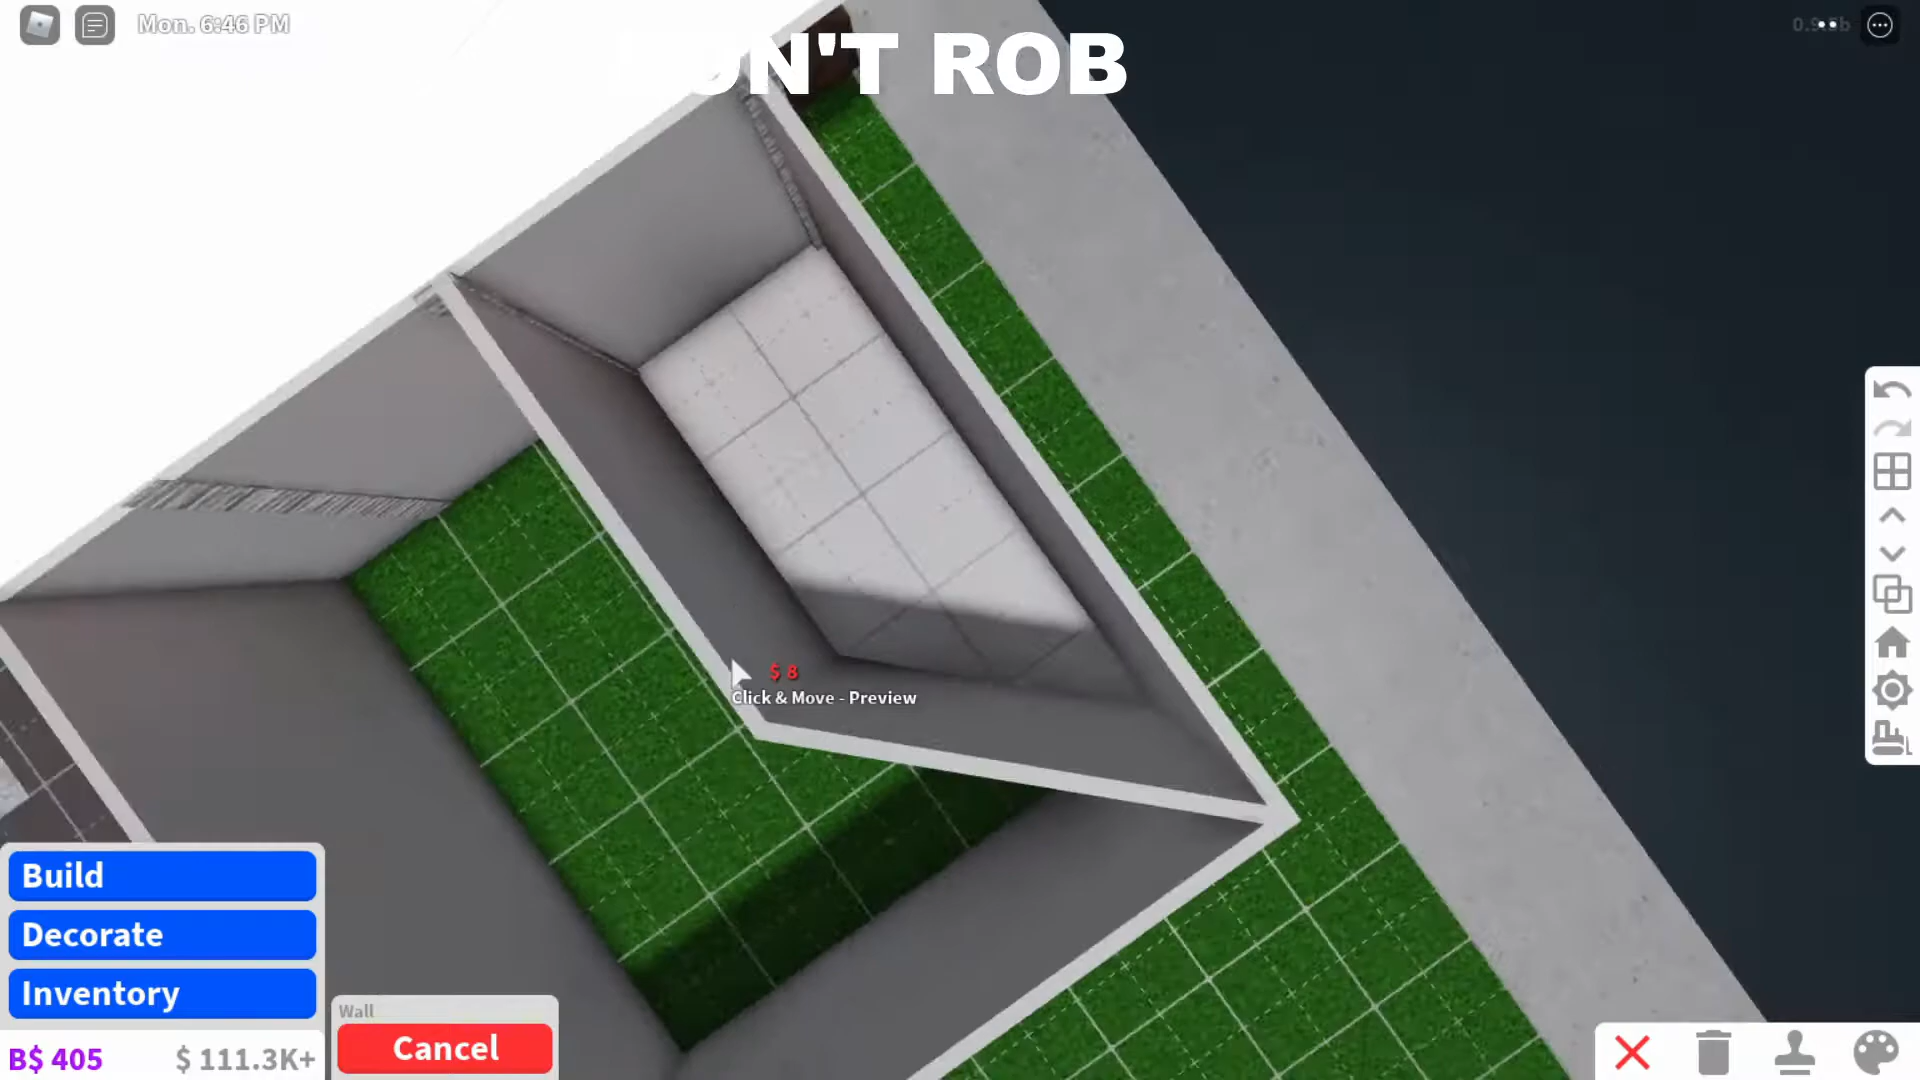 Mon. 6:46 PM
N'T ROB
$ 8
Click & Move - Preview
Build
Decorate
Inventory
Wall
Cancel
B$ 405
$ 111.3K+